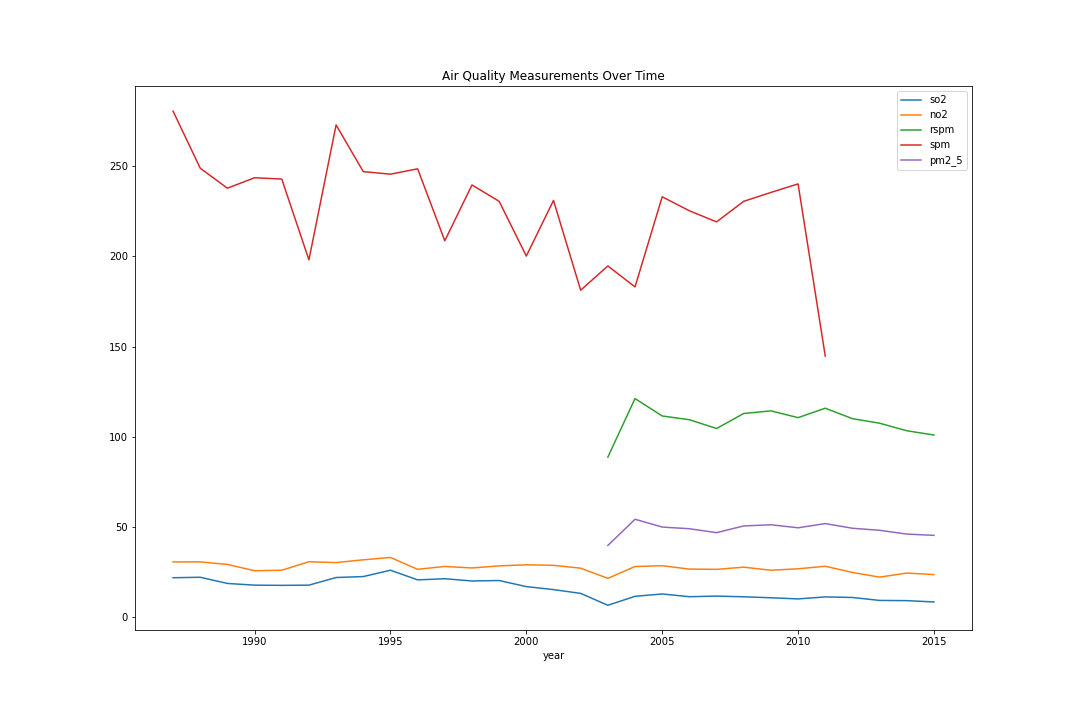 Air Quality Measurements Over Time
so2
no2
rspm
spm
pm2_5
250
200
150
100
50
0
1990 1995 2000 2005 2010 2015
year